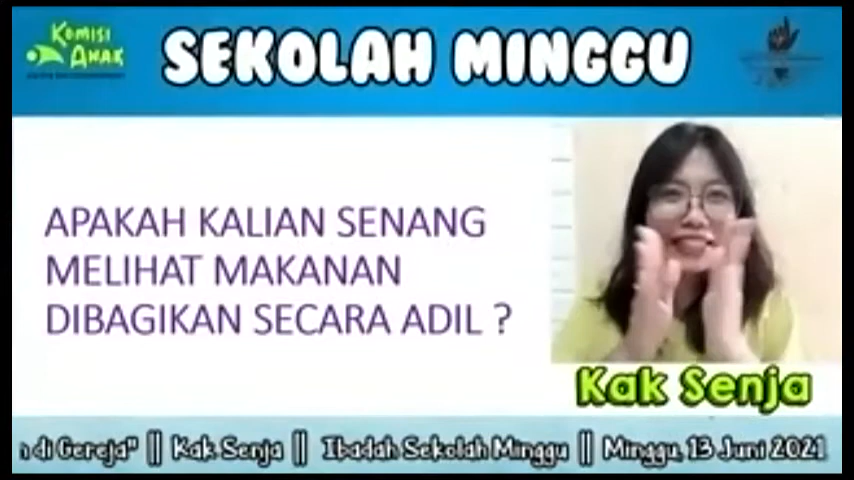 Komisi
Anak
SEKOLAH MINGGU
APAKAH KALIAN SENANG
MELIHAT MAKANAN
DIBAGIKAN SECARA ADIL ?
Kak Senja
di Gereja" || Kak Senja || Ibadah Sekolah Minggu || Minggu, 13 Juni 2021